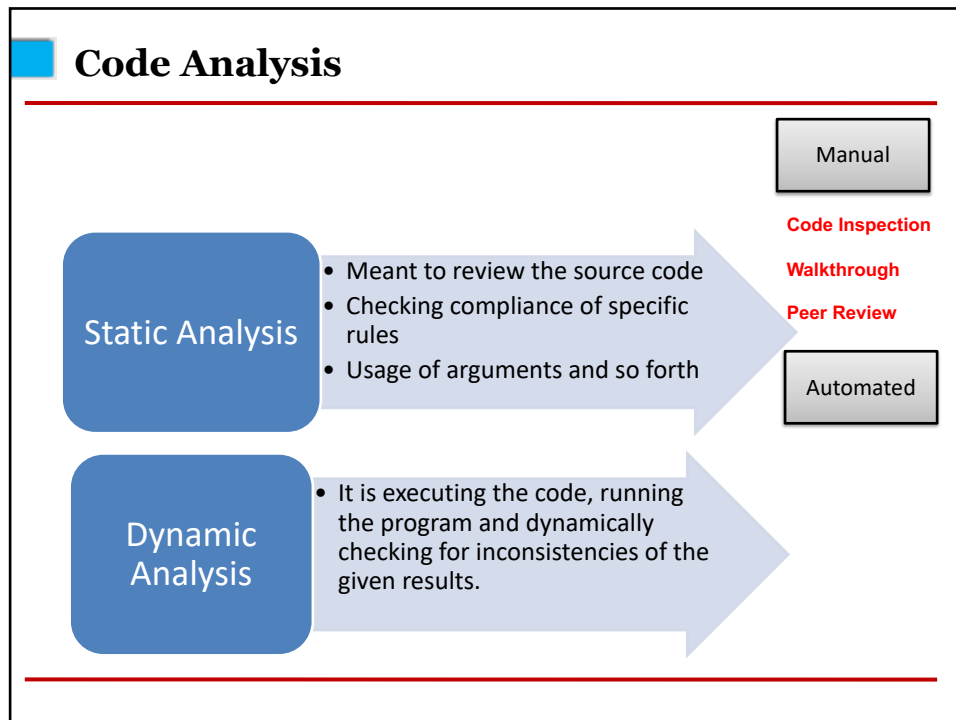 Code Analysis
Static Analysis
• Meant to review the source code
• Checking compliance of specific
rules
• Usage of arguments and so forth
Manual
Code Inspection
Walkthrough
Peer Review
Automated
Dynamic
Analysis
• It is executing the code, running
the program and dynamically
checking for inconsistencies of the
given results.